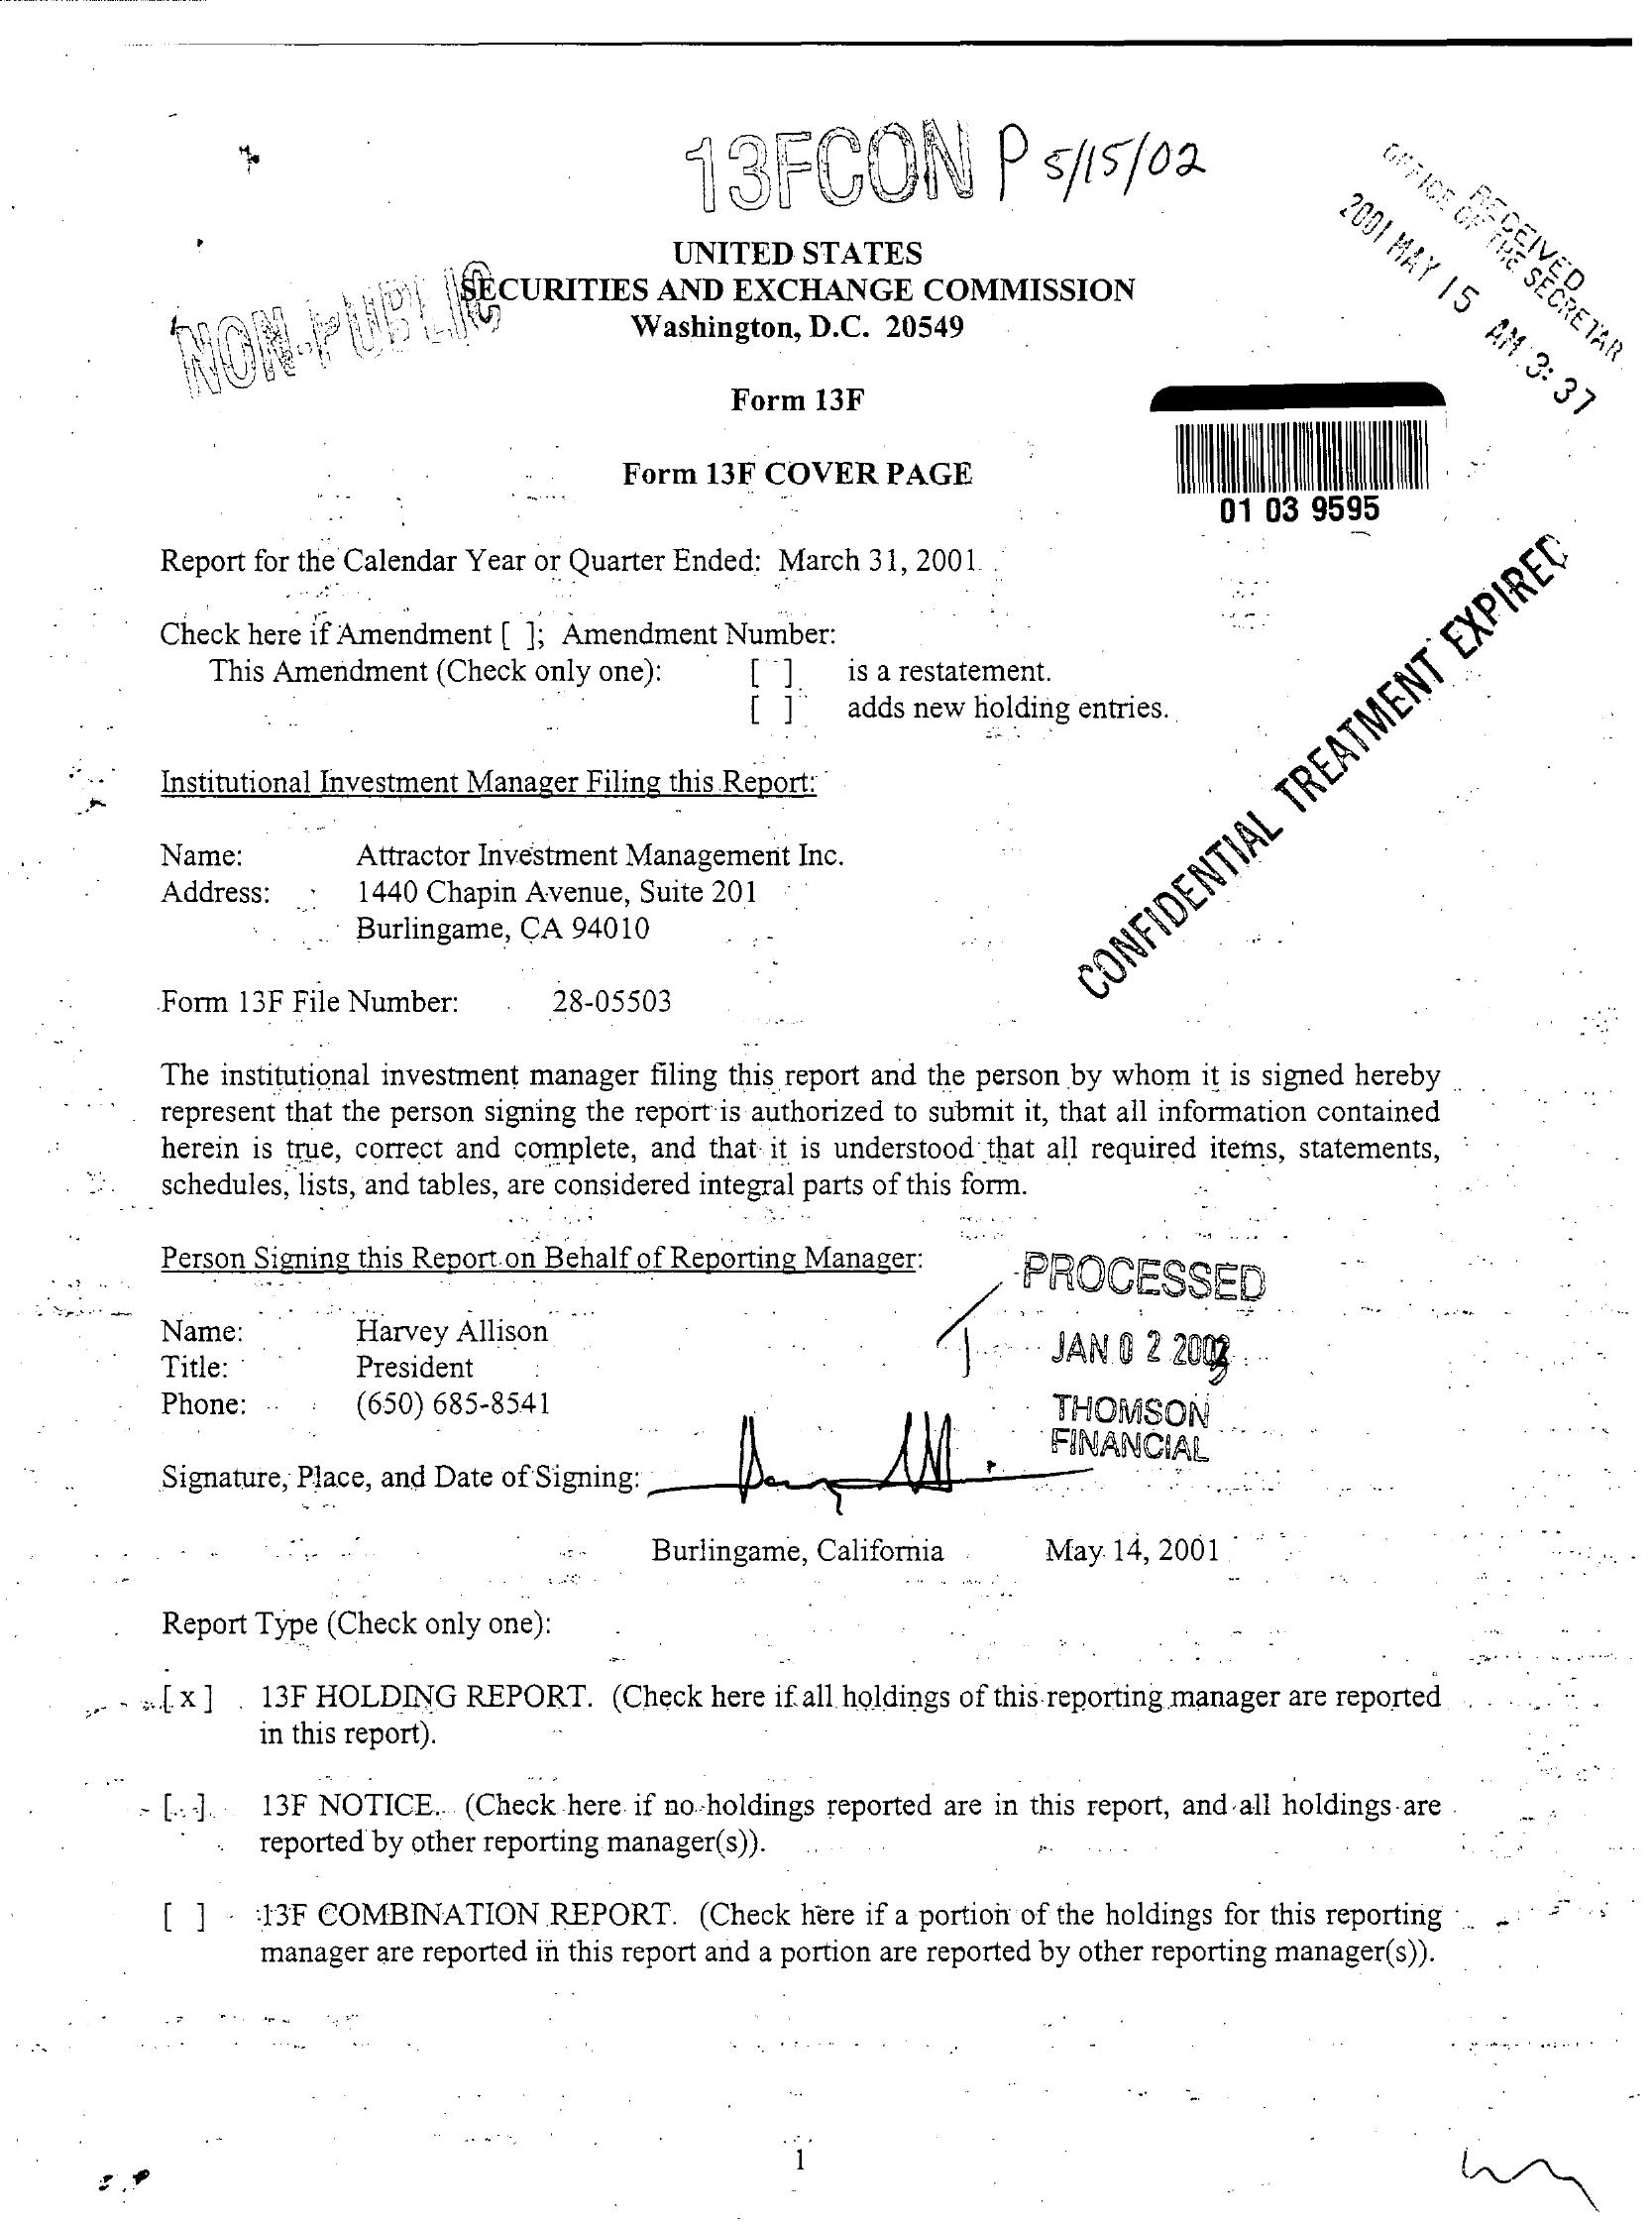 13FCON P 5/15/02
OFFICE OF THE SECRETAR
RECEIVED
2001 MAY 15 AM 3:37
NON-PUBLIC
UNITED STATES
SECURITIES AND EXCHANGE COMMISSION
Washington, D.C. 20549
Form 13F
Form 13F COVER PAGE
01 03 9595
Report for the Calendar Year or Quarter Ended: March 31, 2001
Check here if Amendment [ ]; Amendment Number:
This Amendment (Check only one): [ ] is a restatement.
[ ] adds new holding entries.
CONFIDENTIAL TREATMENT EXPIRED
Institutional Investment Manager Filing this Report:
Name: Attractor Investment Management Inc.
Address: 1440 Chapin Avenue, Suite 201
Burlingame, CA 94010
Form 13F File Number: 28-05503
The institutional investment manager filing this report and the person by whom it is signed hereby
represent that the person signing the report is authorized to submit it, that all information contained
herein is true, correct and complete, and that it is understood that all required items, statements,
schedules, lists, and tables, are considered integral parts of this form.
Person Signing this Report on Behalf of Reporting Manager:
PROCESSED
JAN 02
THOMSON
FINANCIAL
Name: Harvey Allison
Title: President
Phone: (650) 685-8541
Signature, Place, and Date of Signing:
Burlingame, California May 14, 2001
Report Type (Check only one):
[ x ] 13F HOLDING REPORT. (Check here if all holdings of this reporting manager are reported
in this report).
[ ] 13F NOTICE. (Check here if no holdings reported are in this report, and all holdings are
reported by other reporting manager(s)).
[ ] 13F COMBINATION REPORT. (Check here if a portion of the holdings for this reporting
manager are reported in this report and a portion are reported by other reporting manager(s)).
1